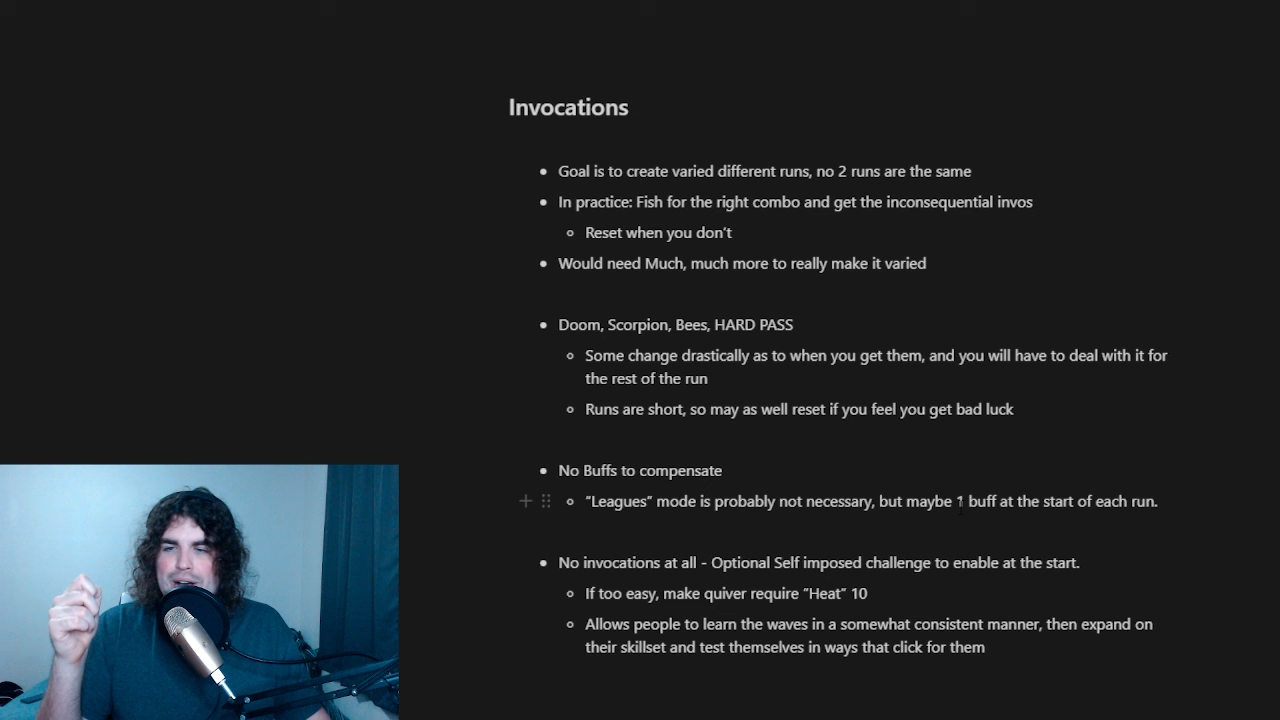 Invocations
Goal is to create varied different runs, no 2 runs are the same
In practice: Fish for the right combo and get the inconsequential invos
Reset when you don't
Would need Much, much more to really make it varied
Doom, Scorpion, Bees, HARD PASS
Some change drastically as to when you get them, and you will have to deal with it for
the rest of the run
Runs are short, so may as well reset if you feel you get bad luck
No Buffs to compensate
"Leagues" mode is probably not necessary, but maybe 1 buff at the start of each run.
No invocations at all - Optional Self imposed challenge to enable at the start.
If too easy, make quiver require "Heat" 10
Allows people to learn the waves in a somewhat consistent manner, then expand on
their skillset and test themselves in ways that click for them